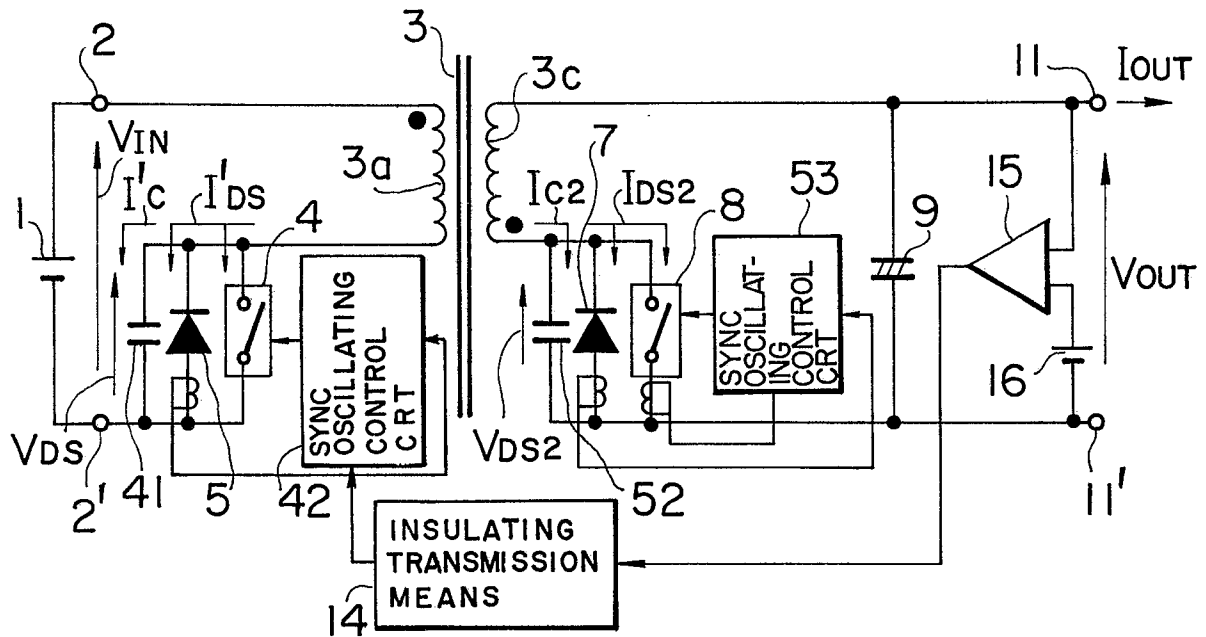 2
3
3c
11
IOUT
VIN
I'C
I'DS
3a
4
7
IC2
IDS2
8
53
15
9
1
VOUT
SYNC
OSCILLATING
CONTROL
CRT
SYNC
OSCILLAT-
ING
CONTROL
CRT
16
VDS
2'
41
5
42
VDS2
52
11'
INSULATING
TRANSMISSION
MEANS
14